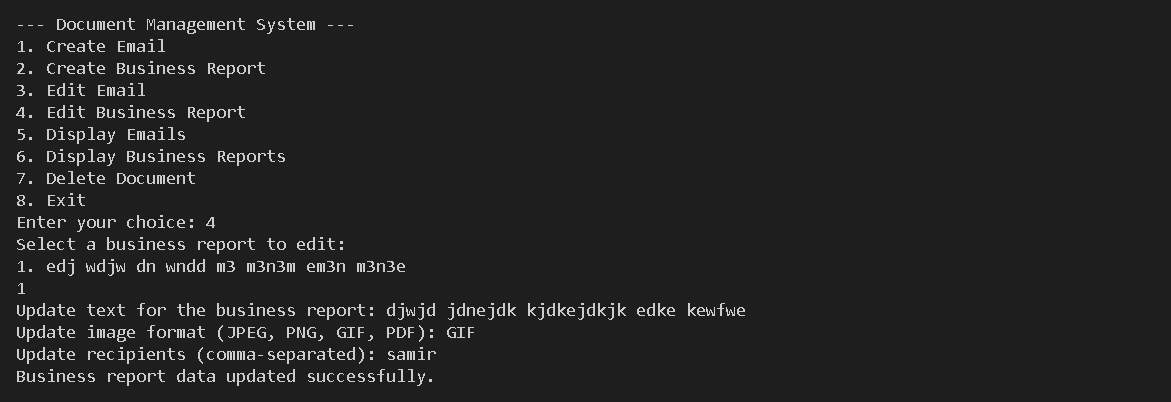 --- Document Management System ---
1. Create Email
2. Create Business Report
3. Edit Email
4. Edit Business Report
5. Display Emails
6. Display Business Reports
7. Delete Document
8. Exit
Enter your choice: 4
Select a business report to edit:
1. edj wdjw dn wndd m3 m3n3m em3n m3n3e
1
Update text for the business report: djwjd jdnejdk kjdkejdkjk edke kewfwe
Update image format (JPEG, PNG, GIF, PDF): GIF
Update recipients (comma-separated): samir
Business report data updated successfully.